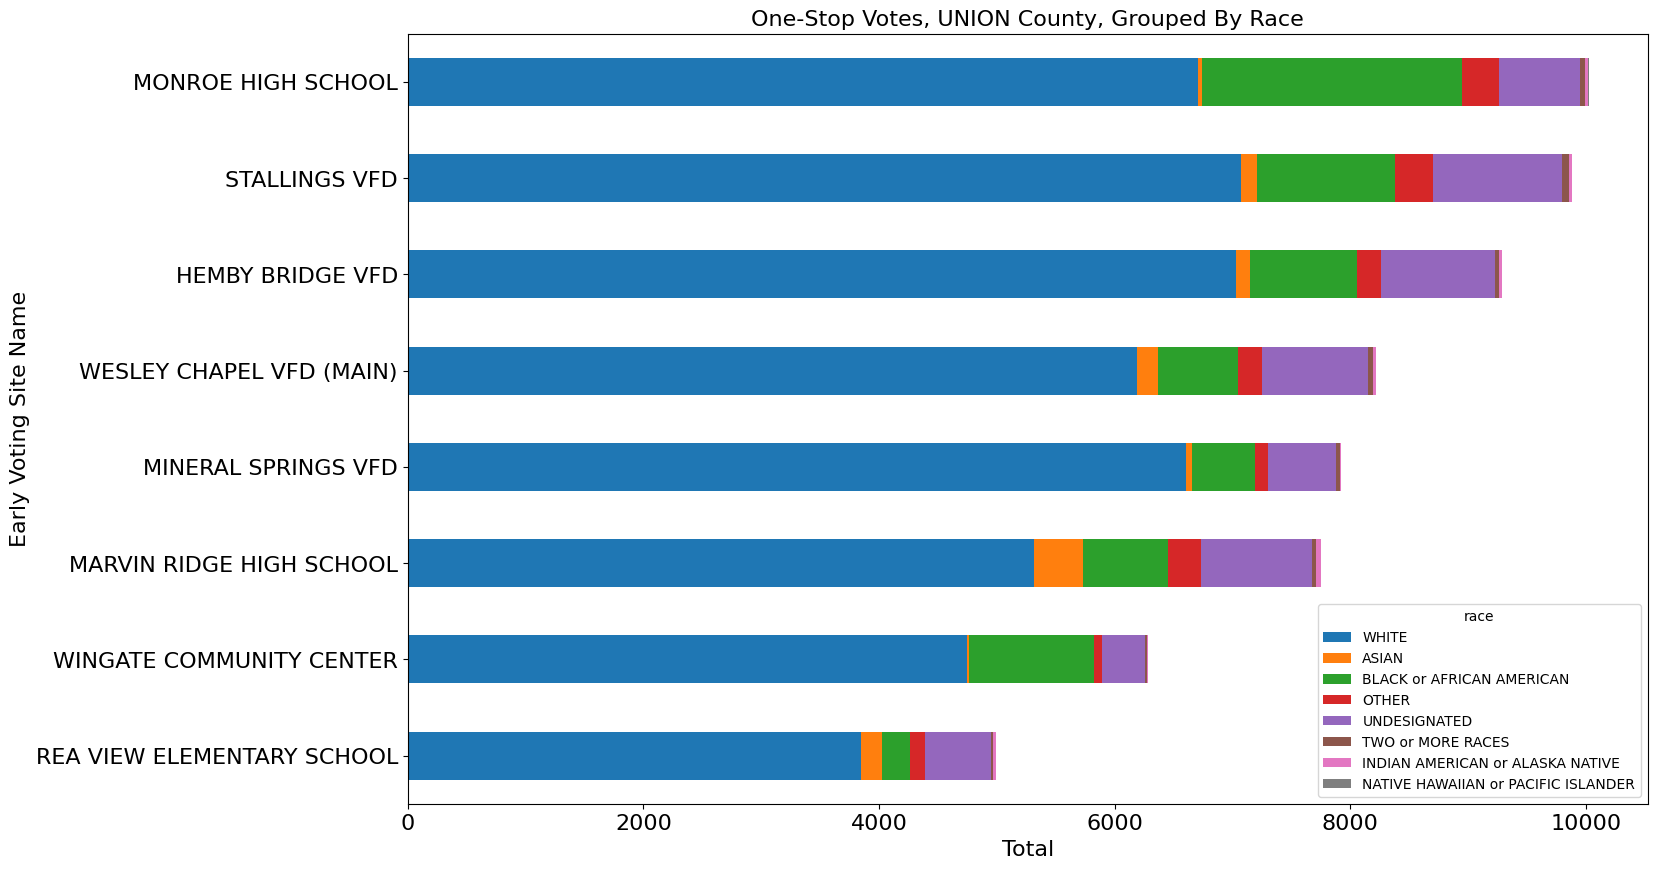 One-Stop Votes, UNION County, Grouped By Race
Early Voting Site Name
MONROE HIGH SCHOOL
STALLINGS VFD
HEMBY BRIDGE VFD
WESLEY CHAPEL VFD (MAIN)
MINERAL SPRINGS VFD
MARVIN RIDGE HIGH SCHOOL
WINGATE COMMUNITY CENTER
REA VIEW ELEMENTARY SCHOOL
race
WHITE
ASIAN
BLACK or AFRICAN AMERICAN
OTHER
UNDESIGNATED
TWO or MORE RACES
INDIAN AMERICAN or ALASKA NATIVE
NATIVE HAWAIIAN or PACIFIC ISLANDER
0 2000 4000 6000 8000 10000
Total